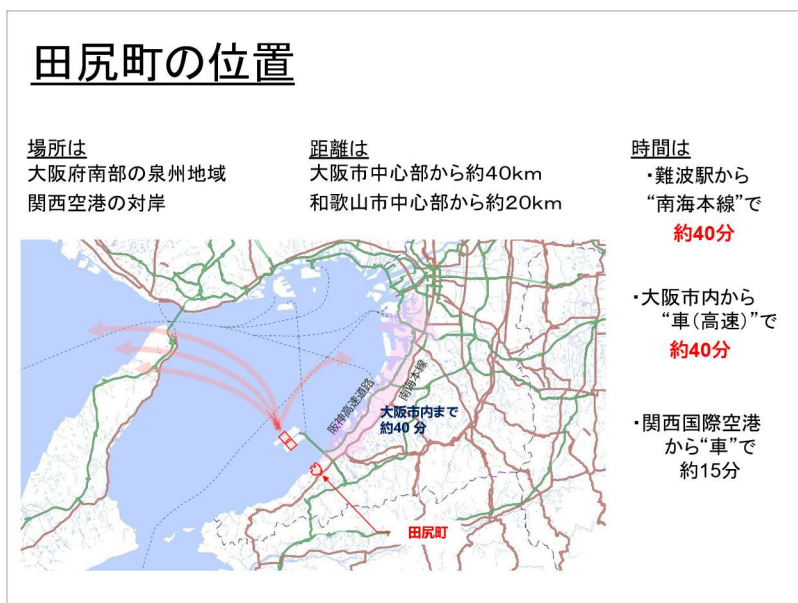 田尻町の位置
場所は
大阪府南部の泉州地域
関西空港の対岸
距離は
大阪市中心部から約40km
和歌山市中心部から約20km
時間は
・難波駅から
“南海本線”で
約40分
・大阪市内から
“車(高速)”で
約40分
・関西国際空港
から“車”で
約15分
阪神高速道路
南海本線
大阪市内まで
約40 分
田尻町